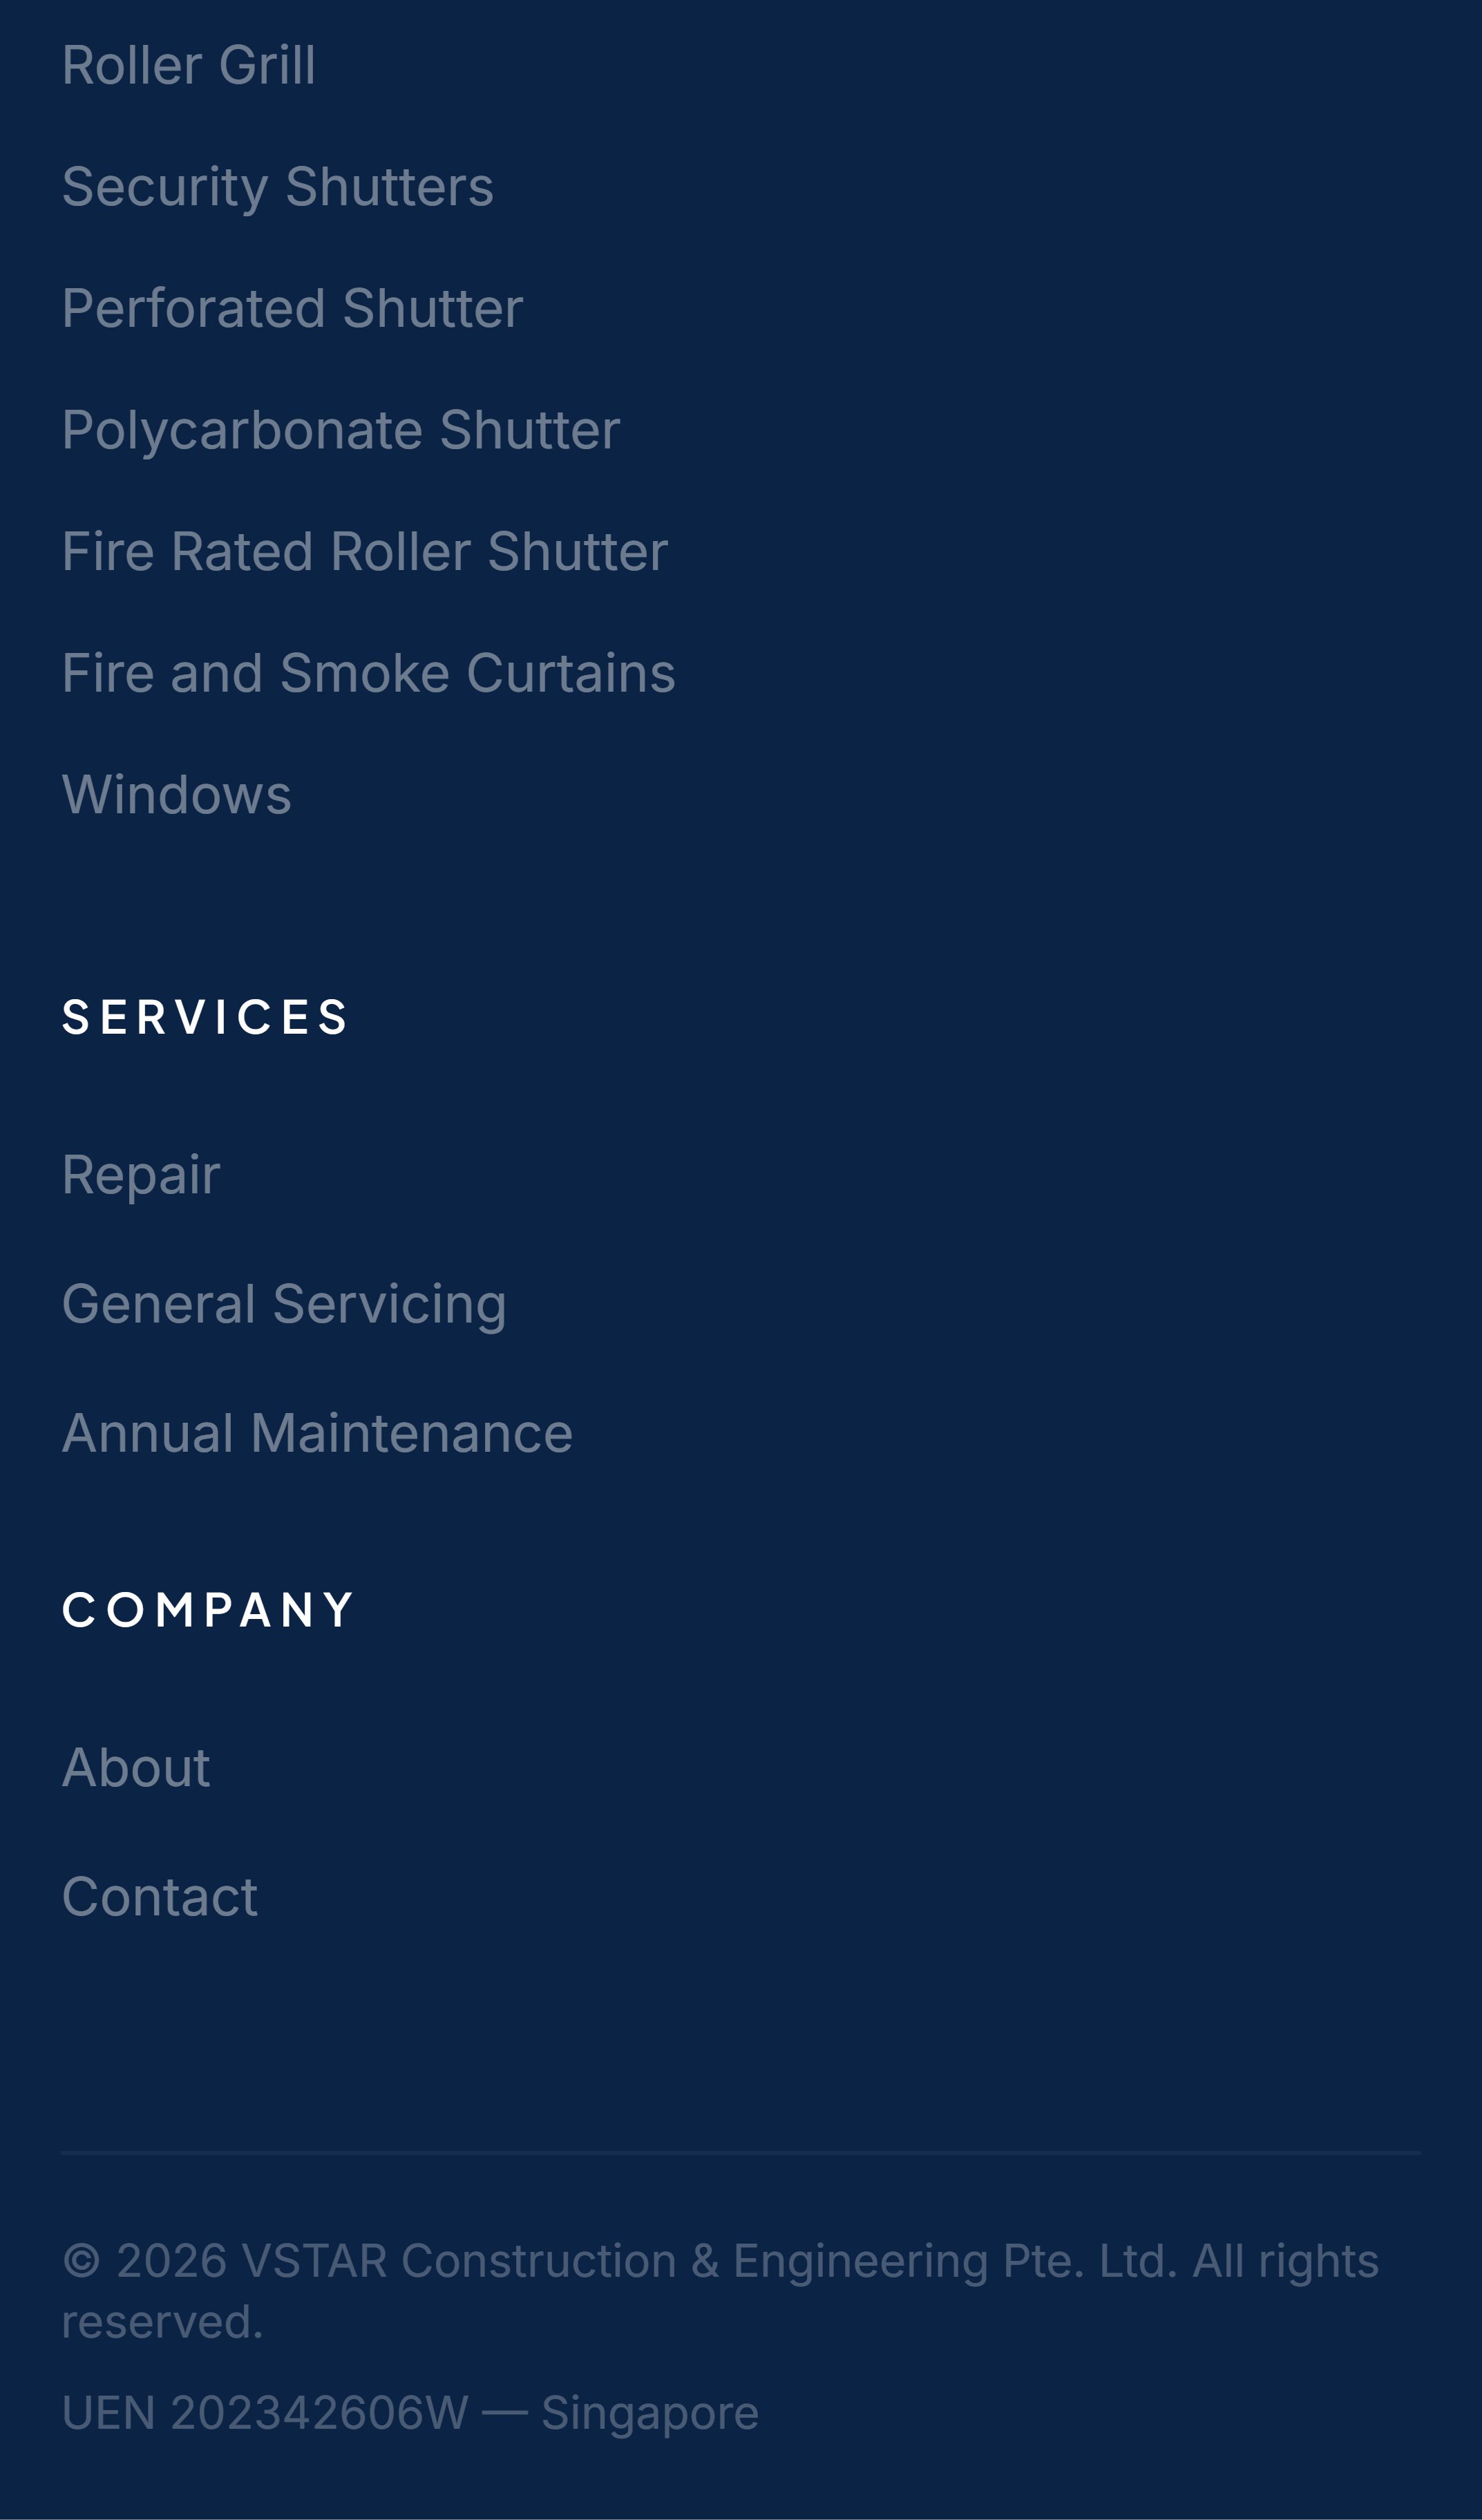 Roller Grill
Security Shutters
Perforated Shutter
Polycarbonate Shutter
Fire Rated Roller Shutter
Fire and Smoke Curtains
Windows
SERVICES
Repair
General Servicing
Annual Maintenance
COMPANY
About
Contact
© 2026 VSTAR Construction & Engineering Pte. Ltd. All rights
reserved.
UEN 202342606W — Singapore